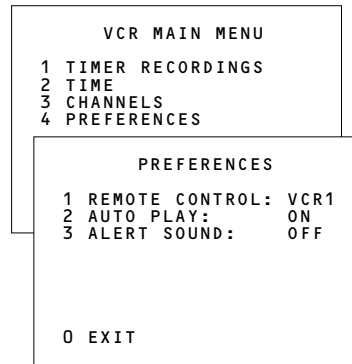 VCR MAIN MENU
1 TIMER RECORDINGS
2 TIME
3 CHANNELS
4 PREFERENCES
PREFERENCES
1 REMOTE CONTROL: VCR1
2 AUTO PLAY: ON
3 ALERT SOUND: OFF
0 EXIT